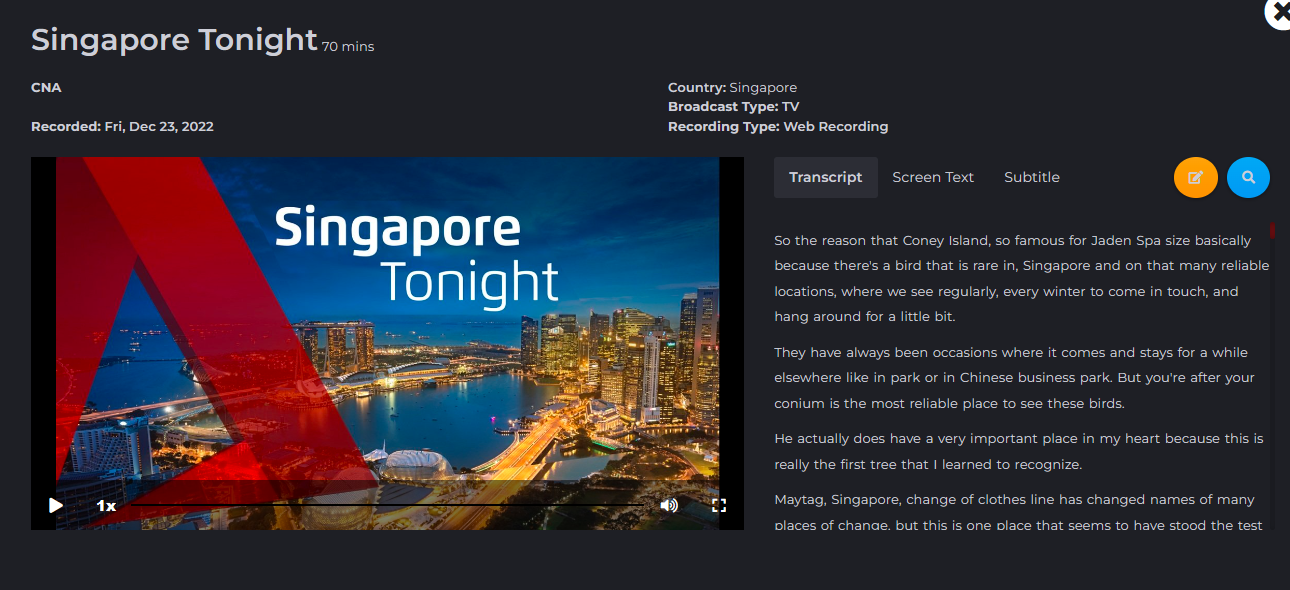 Singapore Tonight 70 mins
CNA
Recorded: Fri, Dec 23, 2022
Country: Singapore
Broadcast Type: TV
Recording Type: Web Recording
Singapore
Tonight
1x
Transcript Screen Text Subtitle
So the reason that Coney Island, so famous for Jaden Spa size basically
because there's a bird that is rare in, Singapore and on that many reliable
locations, where we see regularly, every winter to come in touch, and
hang around for a little bit.
They have always been occasions where it comes and stays for a while
elsewhere like in park or in Chinese business park. But you're after your
conium is the most reliable place to see these birds.
He actually does have a very important place in my heart because this is
really the first tree that I learned to recognize.
Maytag, Singapore, change of clothes line has changed names of many
places of change, but this is one place that seems to have stood the test